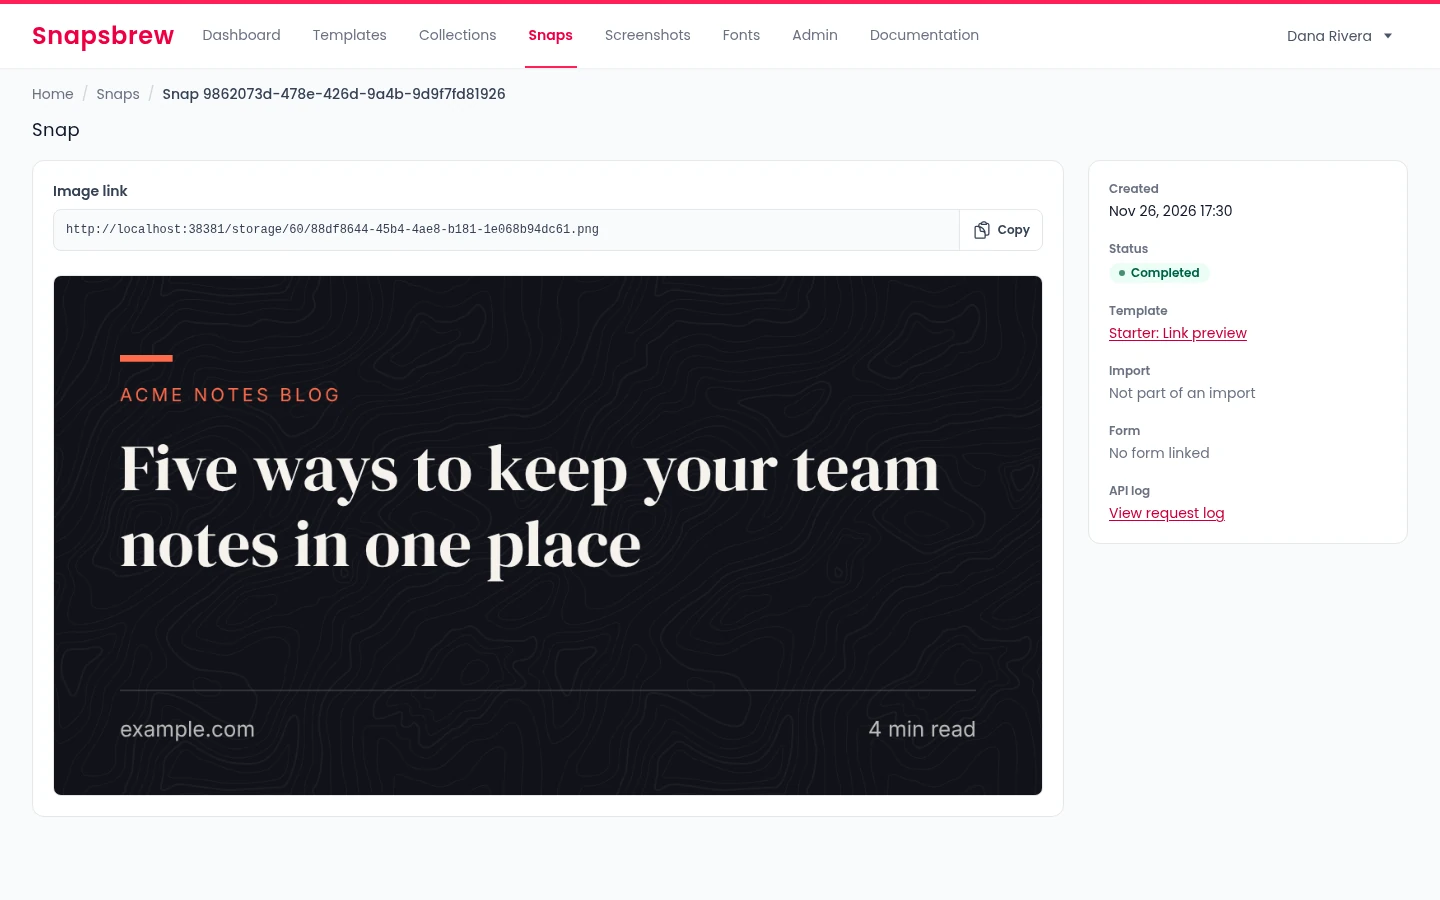 Snapsbrew
Dashboard
Templates
Collections
Snaps
Screenshots
Fonts
Admin
Documentation
Dana Rivera
Home / Snaps / Snap 9862073d-478e-426d-9a4b-9d9f7fd81926
Snap
Image link
http://localhost:38381/storage/60/88df8644-45b4-4ae8-b181-1e068b94dc61.png
Copy
ACME NOTES BLOG
Five ways to keep your team
notes in one place
example.com
4 min read
Created
Nov 26, 2026 17:30
Status
Completed
Template
Starter: Link preview
Import
Not part of an import
Form
No form linked
API log
View request log